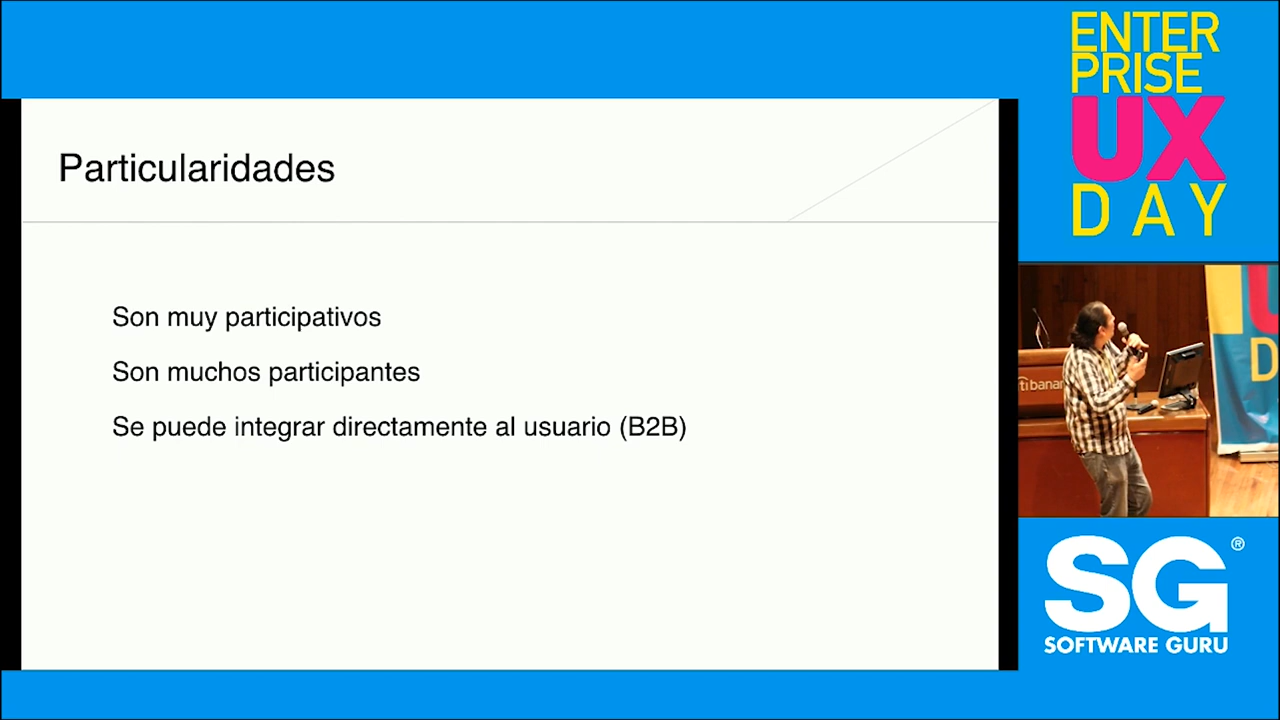 Particularidades
Son muy participativos
Son muchos participantes
Se puede integrar directamente al usuario (B2B)
ENTER
PRISE
UX
DAY
SG®
SOFTWARE GURU